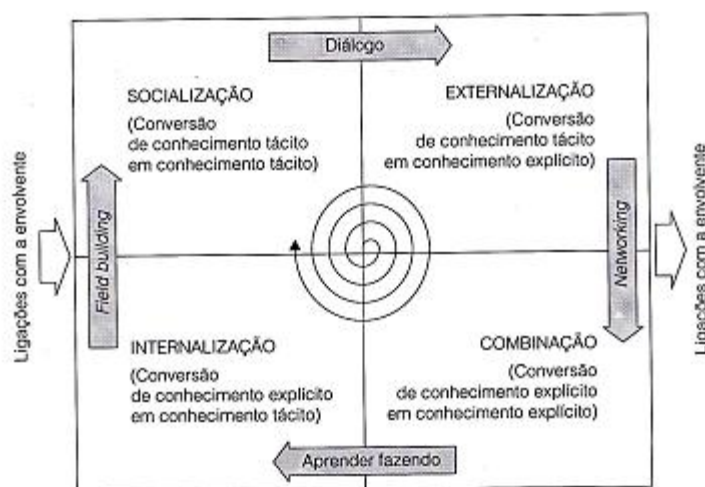 Diálogo
SOCIALIZAÇÃO
(Conversão
de conhecimento tácito
em conhecimento tácito)
EXTERNALIZAÇÃO
(Conversão
de conhecimento tácito
em conhecimento explícito)
Ligações com a envolvente
Field building
Networking
Ligações com a envolvente
INTERNALIZAÇÃO
(Conversão
de conhecimento explícito
em conhecimento tácito)
COMBINAÇÃO
(Conversão
de conhecimento explícito
em conhecimento explícito)
Aprender fazendo